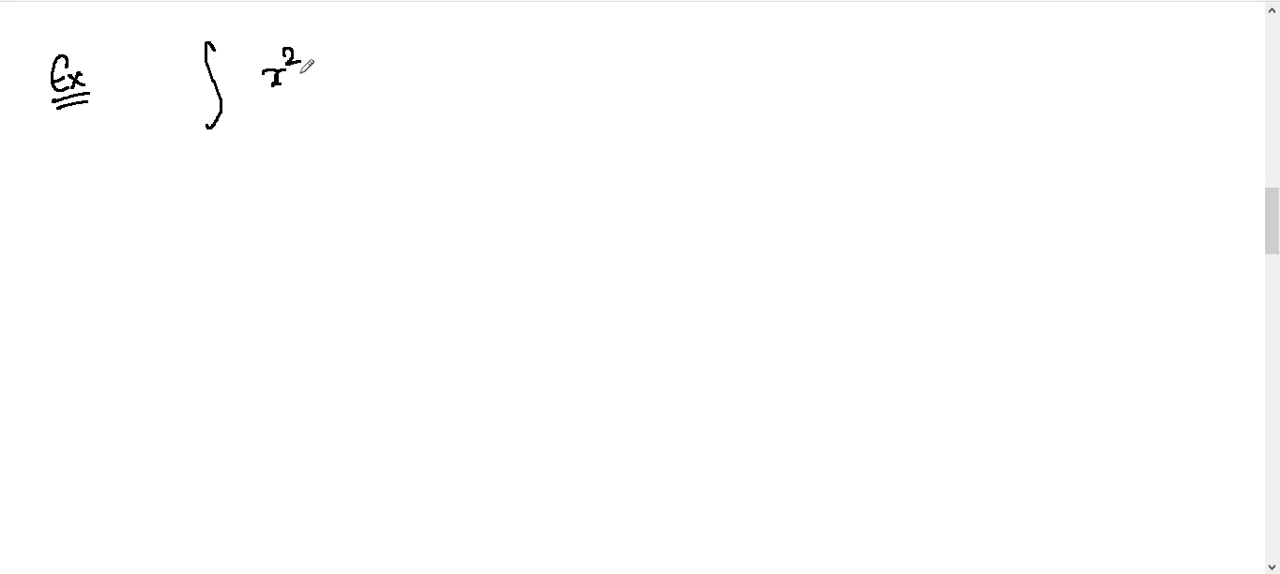 Ex ∫ x²